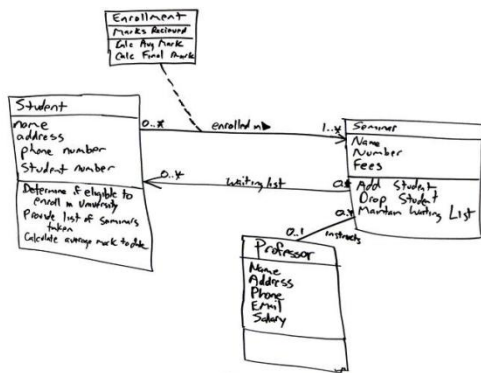 Enrollment
Marks Recieved
Calc Avg Mark
Calc Final Mark
Student
name
address
phone number
Student number
Determine if eligible to
enroll in University
Provide list of seminars
taken
Calculate average mark to date
0..*
enrolled in
1..*
0..*
Waiting list
0..*
Seminar
Name
Number
Fees
Add Student
Drop Student
Maintain Waiting List
0..*
instructs
0..1
Professor
Name
Address
Phone
Email
Salary